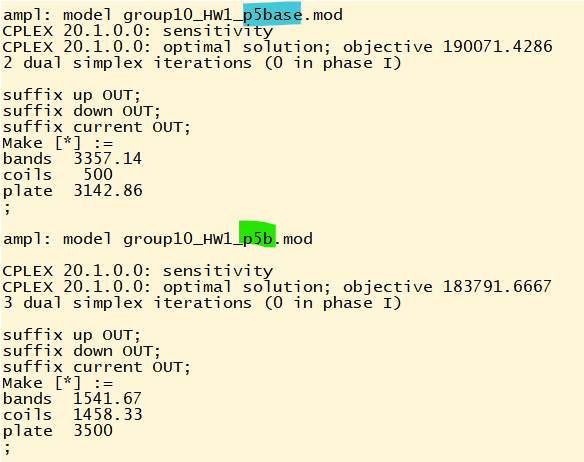 ampl: model group10_HW1_p5base.mod
CPLEX 20.1.0.0: sensitivity
CPLEX 20.1.0.0: optimal solution; objective 190071.4286
2 dual simplex iterations (0 in phase I)
suffix up OUT;
suffix down OUT;
suffix current OUT;
Make [*] :=
bands  3357.14
coils   500
plate  3142.86
;
ampl: model group10_HW1_p5b.mod
CPLEX 20.1.0.0: sensitivity
CPLEX 20.1.0.0: optimal solution; objective 183791.6667
3 dual simplex iterations (0 in phase I)
suffix up OUT;
suffix down OUT;
suffix current OUT;
Make [*] :=
bands  1541.67
coils  1458.33
plate  3500
;